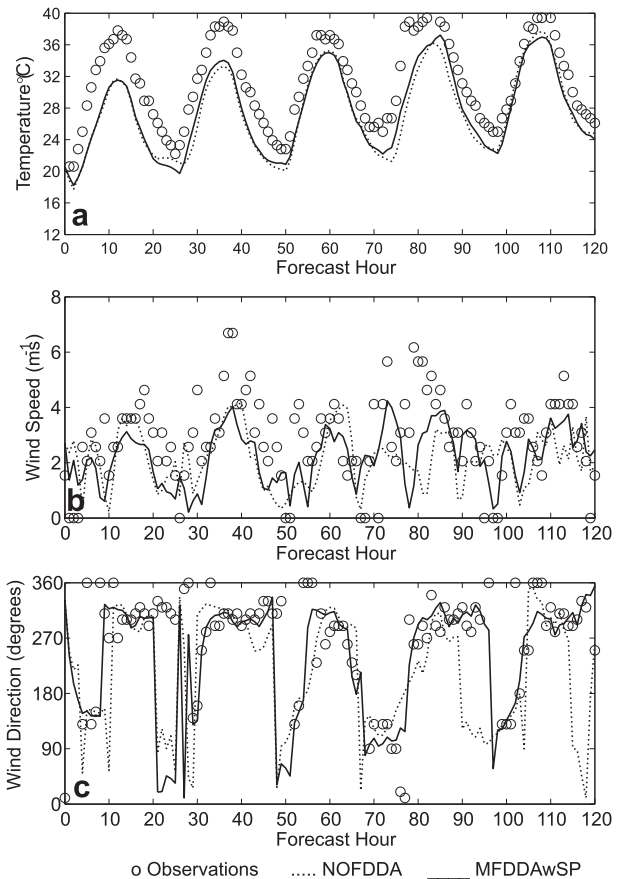 40
36
32
28
24
20
16
12
Temperature °(C)
a
0 10 20 30 40 50 60 70 80 90 100 110 120
Forecast Hour
8
6
4
2
0
Wind Speed (ms-1)
b
0 10 20 30 40 50 60 70 80 90 100 110 120
Forecast Hour
360
270
180
90
0
Wind Direction (degrees)
c
0 10 20 30 40 50 60 70 80 90 100 110 120
Forecast Hour
o Observations ..... NOFDDA ____ MFDDAwSP